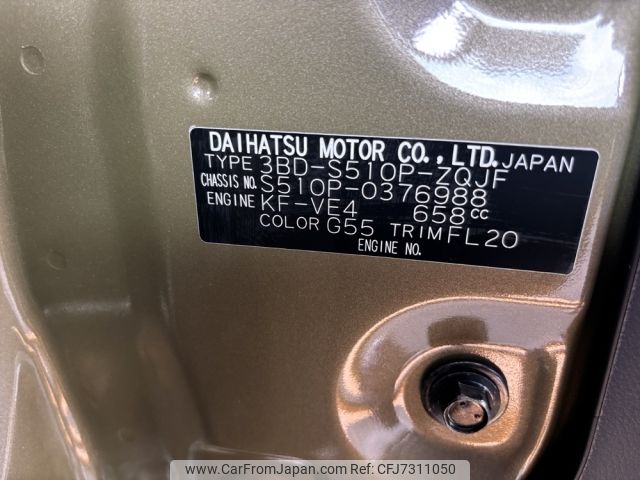 DAIHATSU MOTOR CO., LTD. JAPAN
TYPE 3BD-S510P-ZQJF
CHASSIS NO. S510P-0376988
ENGINE KF-VE4 658cc
COLOR G55 TRIM FL20
ENGINE NO.
www.CarFromJapan.com | Ref CFJ7311050